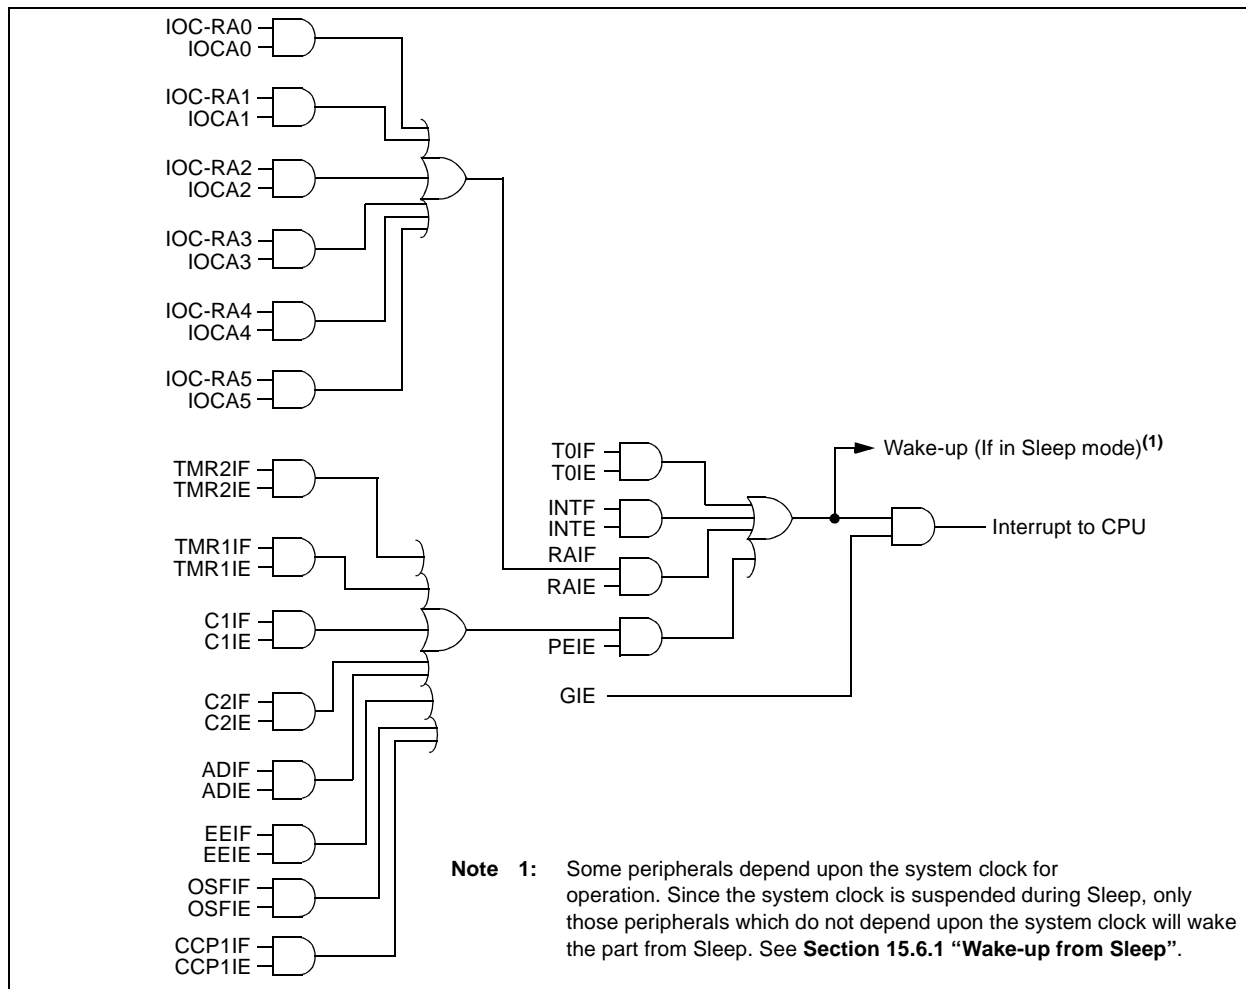 IOC-RA0
IOCA0
IOC-RA1
IOCA1
IOC-RA2
IOCA2
IOC-RA3
IOCA3
IOC-RA4
IOCA4
IOC-RA5
IOCA5
TMR2IF
TMR2IE
TMR1IF
TMR1IE
C1IF
C1IE
C2IF
C2IE
ADIF
ADIE
EEIF
EEIE
OSFIF
OSFIE
CCP1IF
CCP1IE
T0IF
T0IE
INTF
INTE
RAIF
RAIE
PEIE
GIE
Wake-up (If in Sleep mode)(1)
Interrupt to CPU
Note 1: Some peripherals depend upon the system clock for
operation. Since the system clock is suspended during Sleep, only
those peripherals which do not depend upon the system clock will wake
the part from Sleep. See Section 15.6.1 “Wake-up from Sleep”.